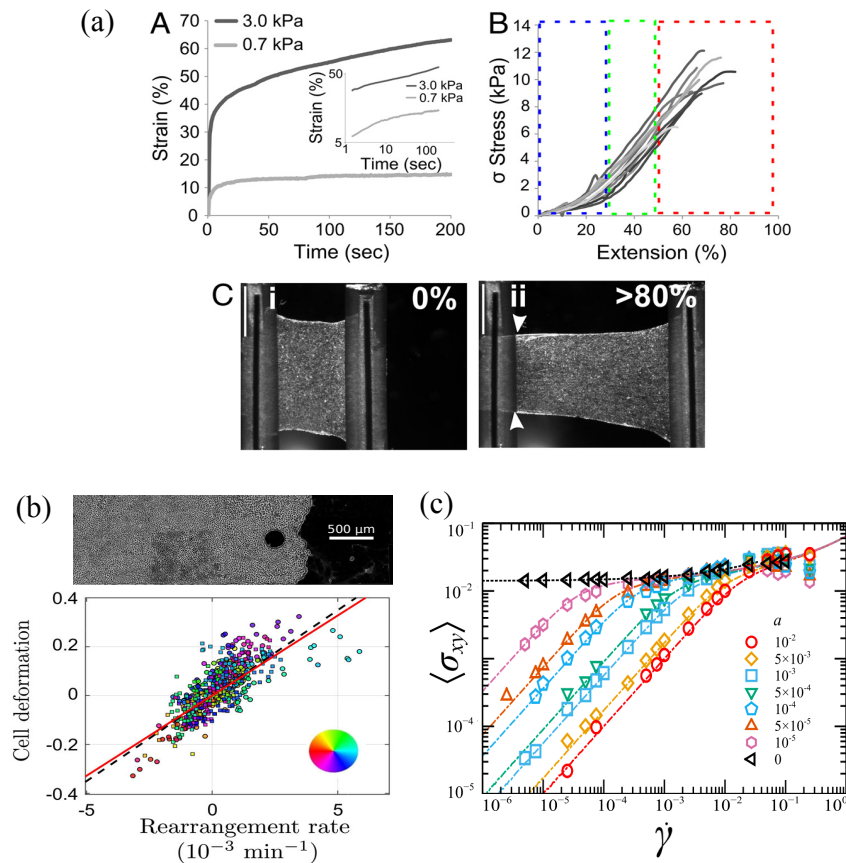 (a)
A
3.0 kPa
0.7 kPa
70
60
50
40
30
20
10
0
Strain (%)
0
50
100
150
200
Time (sec)
50
5
Strain (%)
3.0 kPa
0.7 kPa
1
10
100
Time (sec)
B
14
12
10
8
6
4
2
0
σ Stress (kPa)
0
20
40
60
80
100
Extension (%)
C
i
0%
ii
>80%
(b)
500 µm
0.4
0.2
0
-0.2
-0.4
Cell deformation
-5
0
5
Rearrangement rate
(10⁻³ min⁻¹)
(c)
10⁻¹
10⁻²
10⁻³
10⁻⁴
10⁻⁵
⟨σxy⟩
a
10⁻²
5×10⁻³
10⁻³
5×10⁻⁴
10⁻⁴
5×10⁻⁵
10⁻⁵
0
10⁻⁶
10⁻⁵
10⁻⁴
10⁻³
10⁻²
10⁻¹
10⁰
γ̇